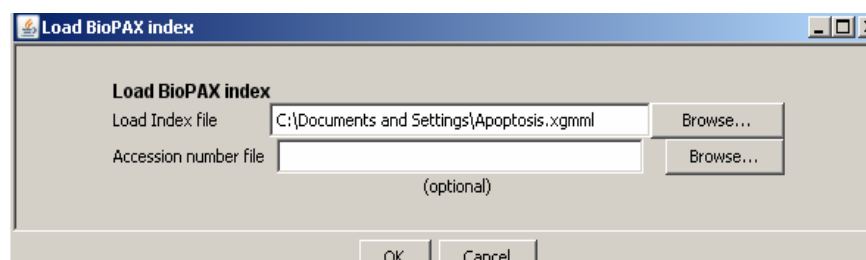 Load BioPAX index
Load BioPAX index
Load Index file C:\Documents and Settings\Apoptosis.xgmml Browse...
Accession number file Browse...
(optional)
OK Cancel